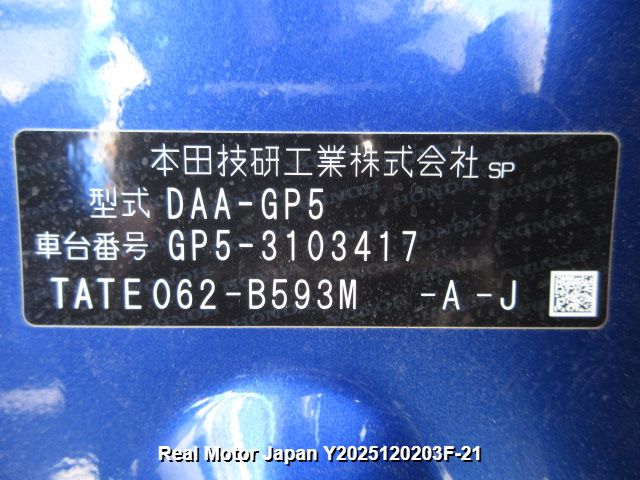 本田技研工業株式会社 SP
型式 DAA-GP5
車台番号 GP5-3103417
TATE062-B593M -A-J
Real Motor Japan Y2025120203F-21